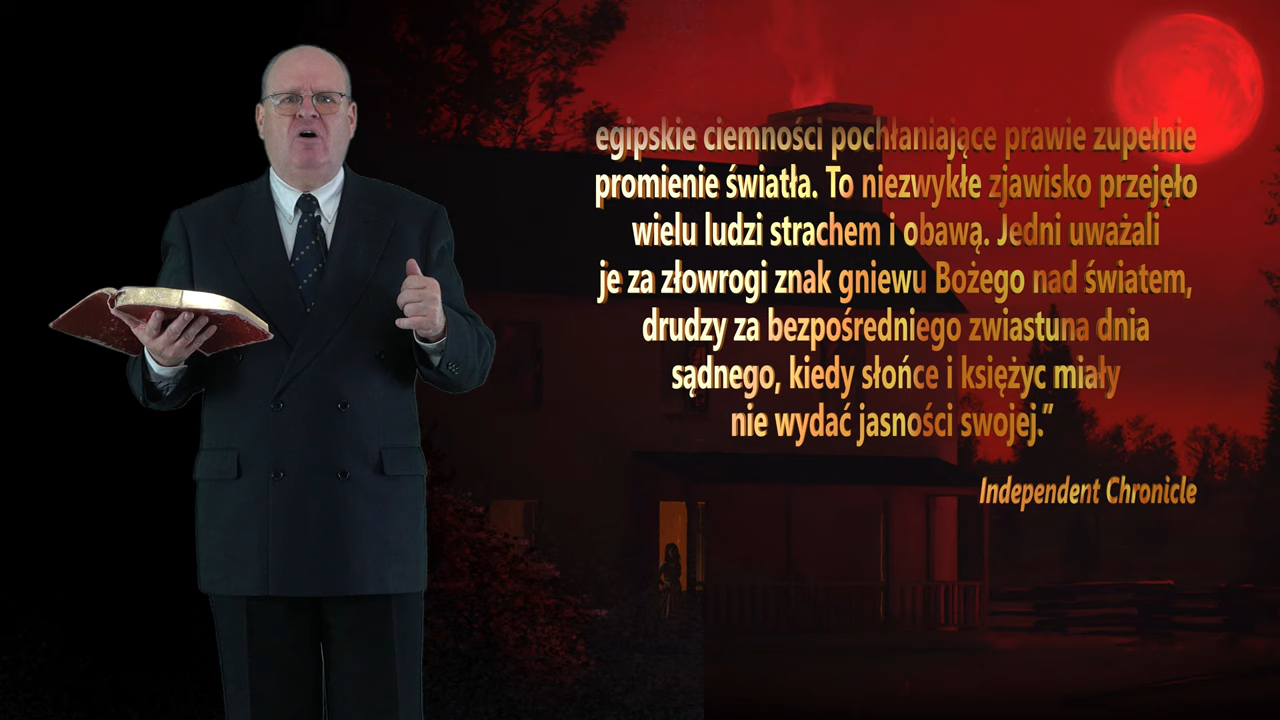 egipskie ciemności pochłaniające prawie zupełnie
promienie światła. To niezwykłe zjawisko przejęło
wielu ludzi strachem i obawą. Jedni uważali
je za złowrogi znak gniewu Bożego nad światem,
drudzy za bezpośredniego zwiastuna dnia
sądnego, kiedy słońce i księżyc miały
nie wydać jasności swojej.”
Independent Chronicle